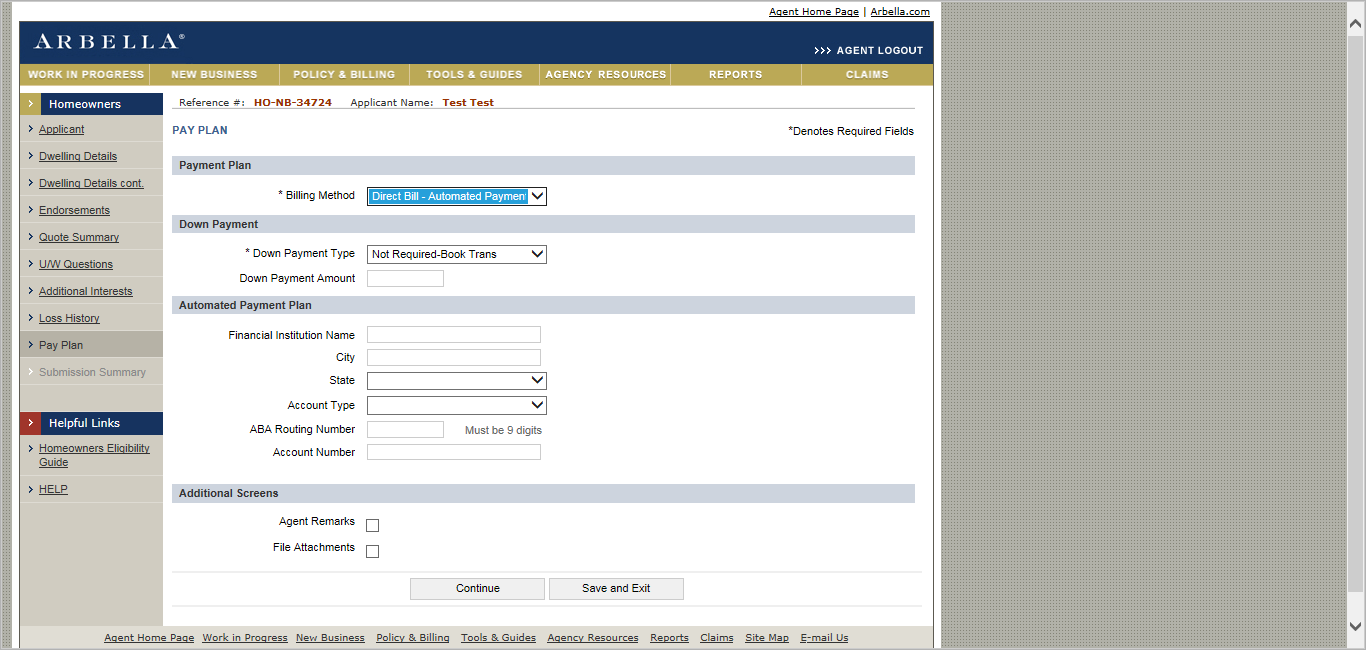 Agent Home Page | Arbella.com
ARBELLA®
>>> AGENT LOGOUT
WORK IN PROGRESS NEW BUSINESS POLICY & BILLING TOOLS & GUIDES AGENCY RESOURCES REPORTS CLAIMS
Homeowners
Applicant
Dwelling Details
Dwelling Details cont.
Endorsements
Quote Summary
U/W Questions
Additional Interests
Loss History
Pay Plan
Submission Summary
Helpful Links
Homeowners Eligibility
Guide
HELP
Reference #: HO-NB-34724 Applicant Name: Test Test
PAY PLAN *Denotes Required Fields
Payment Plan
* Billing Method Direct Bill - Automated Paymen
Down Payment
* Down Payment Type Not Required-Book Trans
Down Payment Amount
Automated Payment Plan
Financial Institution Name
City
State
Account Type
ABA Routing Number Must be 9 digits
Account Number
Additional Screens
Agent Remarks
File Attachments
Continue Save and Exit
Agent Home Page Work in Progress New Business Policy & Billing Tools & Guides Agency Resources Reports Claims Site Map E-mail Us